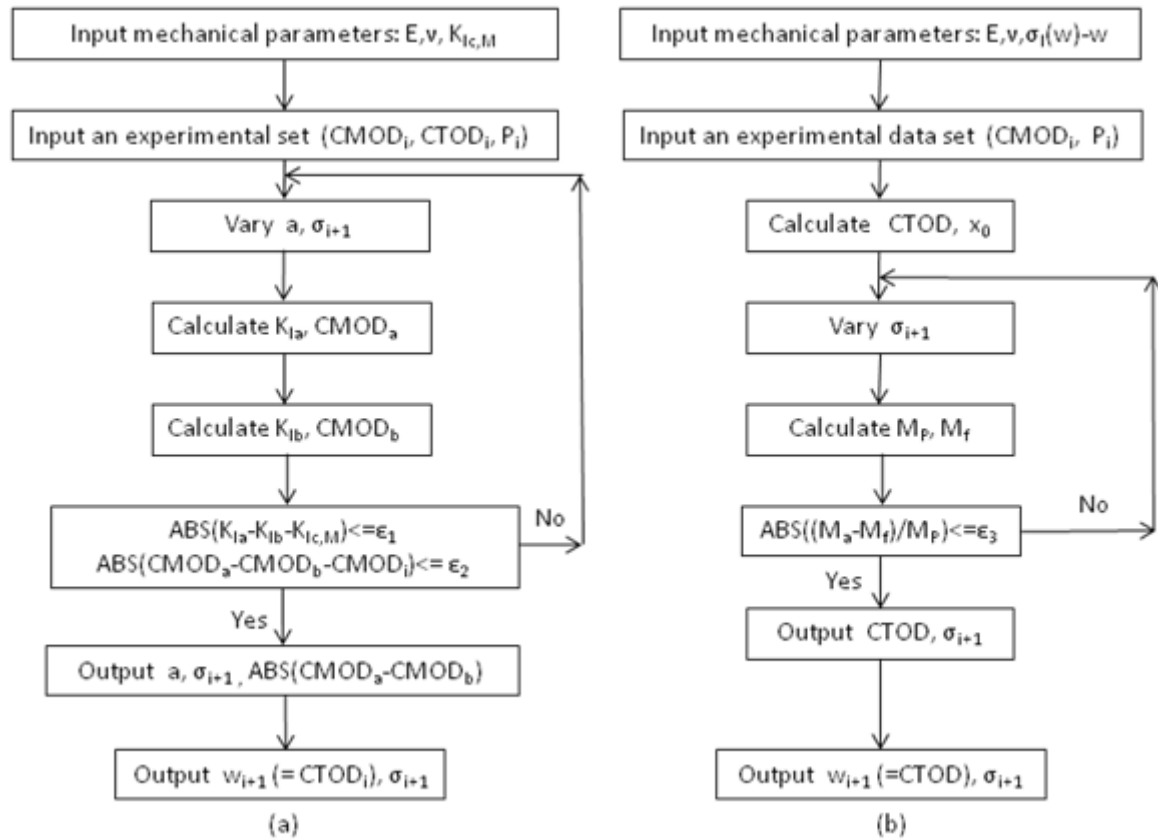 Input mechanical parameters: E,ν, K_Ic,M
Input an experimental set (CMOD_i, CTOD_i, P_i)
Vary a, σ_i+1
Calculate K_Ia, CMOD_a
Calculate K_Ib, CMOD_b
ABS(K_Ia-K_Ib-K_Ic,M)<=ε_1
ABS(CMOD_a-CMOD_b-CMOD_i)<= ε_2
No
Yes
Output a, σ_i+1 , ABS(CMOD_a-CMOD_b)
Output w_i+1 (= CTOD_i), σ_i+1
(a)
Input mechanical parameters: E,ν,σ_I(w)-w
Input an experimental data set (CMOD_i, P_i)
Calculate CTOD, x_0
Vary σ_i+1
Calculate M_P, M_f
ABS((M_a-M_f)/M_P)<=ε_3
No
Yes
Output CTOD, σ_i+1
Output w_i+1 (=CTOD), σ_i+1
(b)